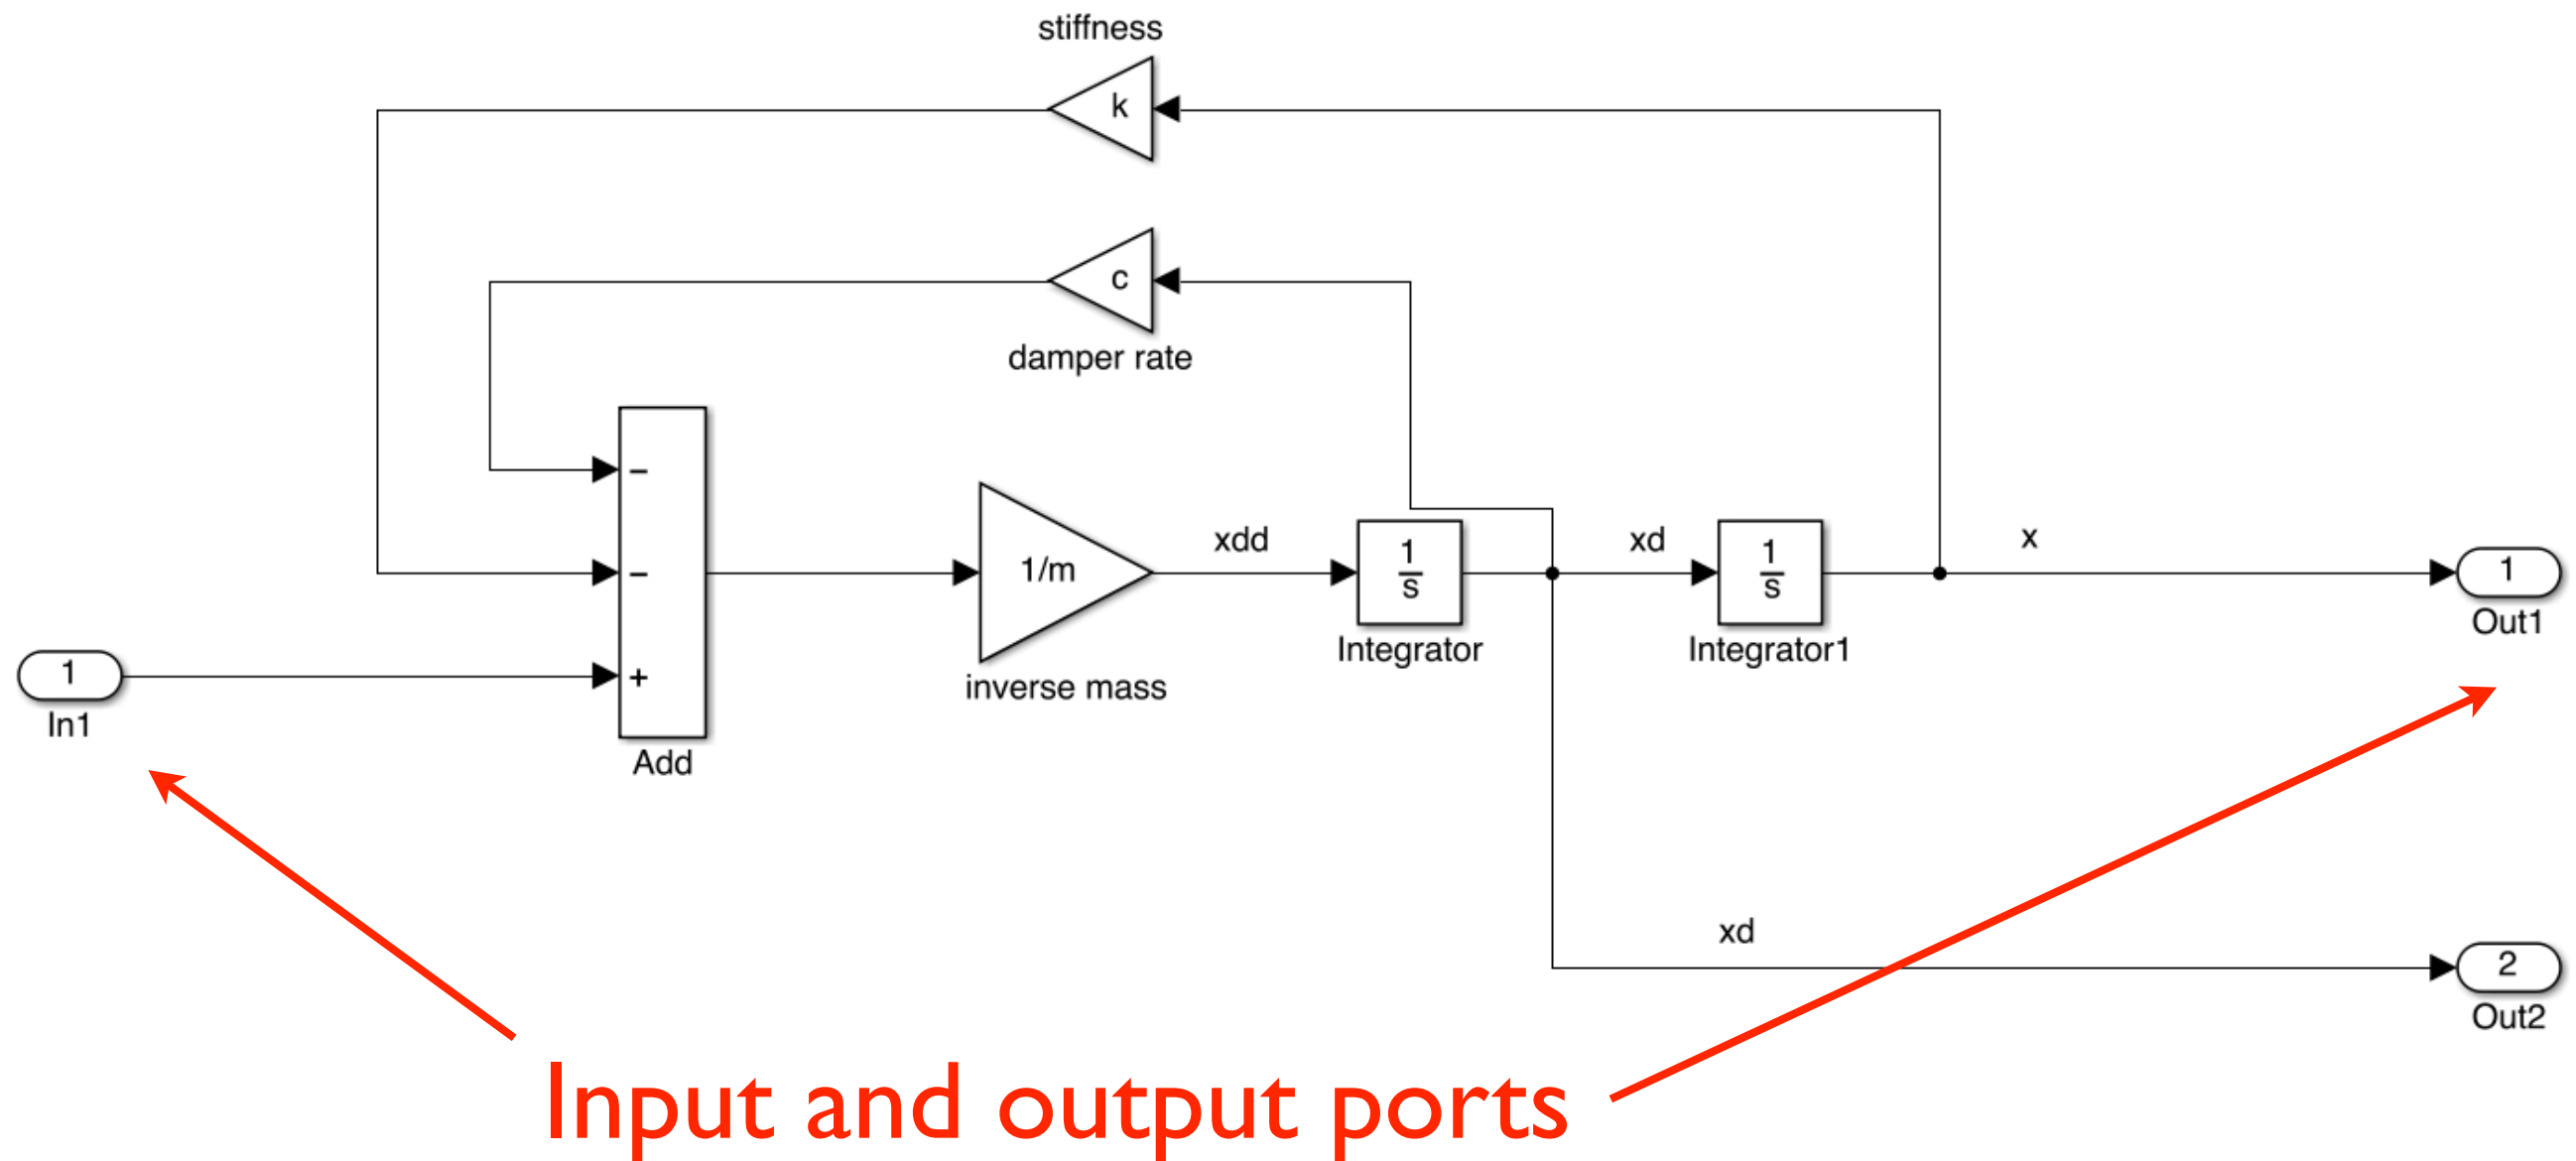 stiffness
k
c
damper rate
−
−
+
Add
1
In1
1/m
inverse mass
xdd
1
s
Integrator
xd
1
s
Integrator1
x
1
Out1
xd
2
Out2
Input and output ports